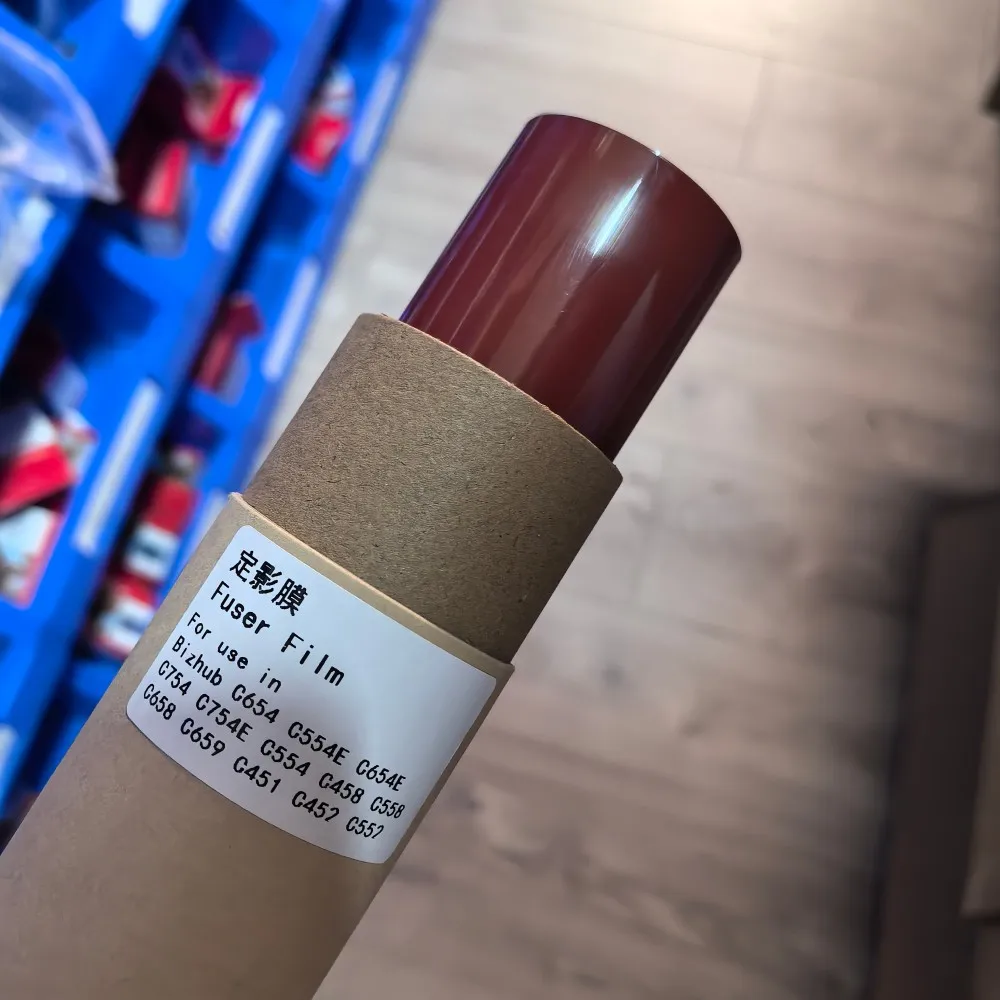 定影膜
Fuser Film
For use in
Bizhub C654 C554E C654E
C754 C754E C554 C458 C558
C658 C659 C451 C452 C552